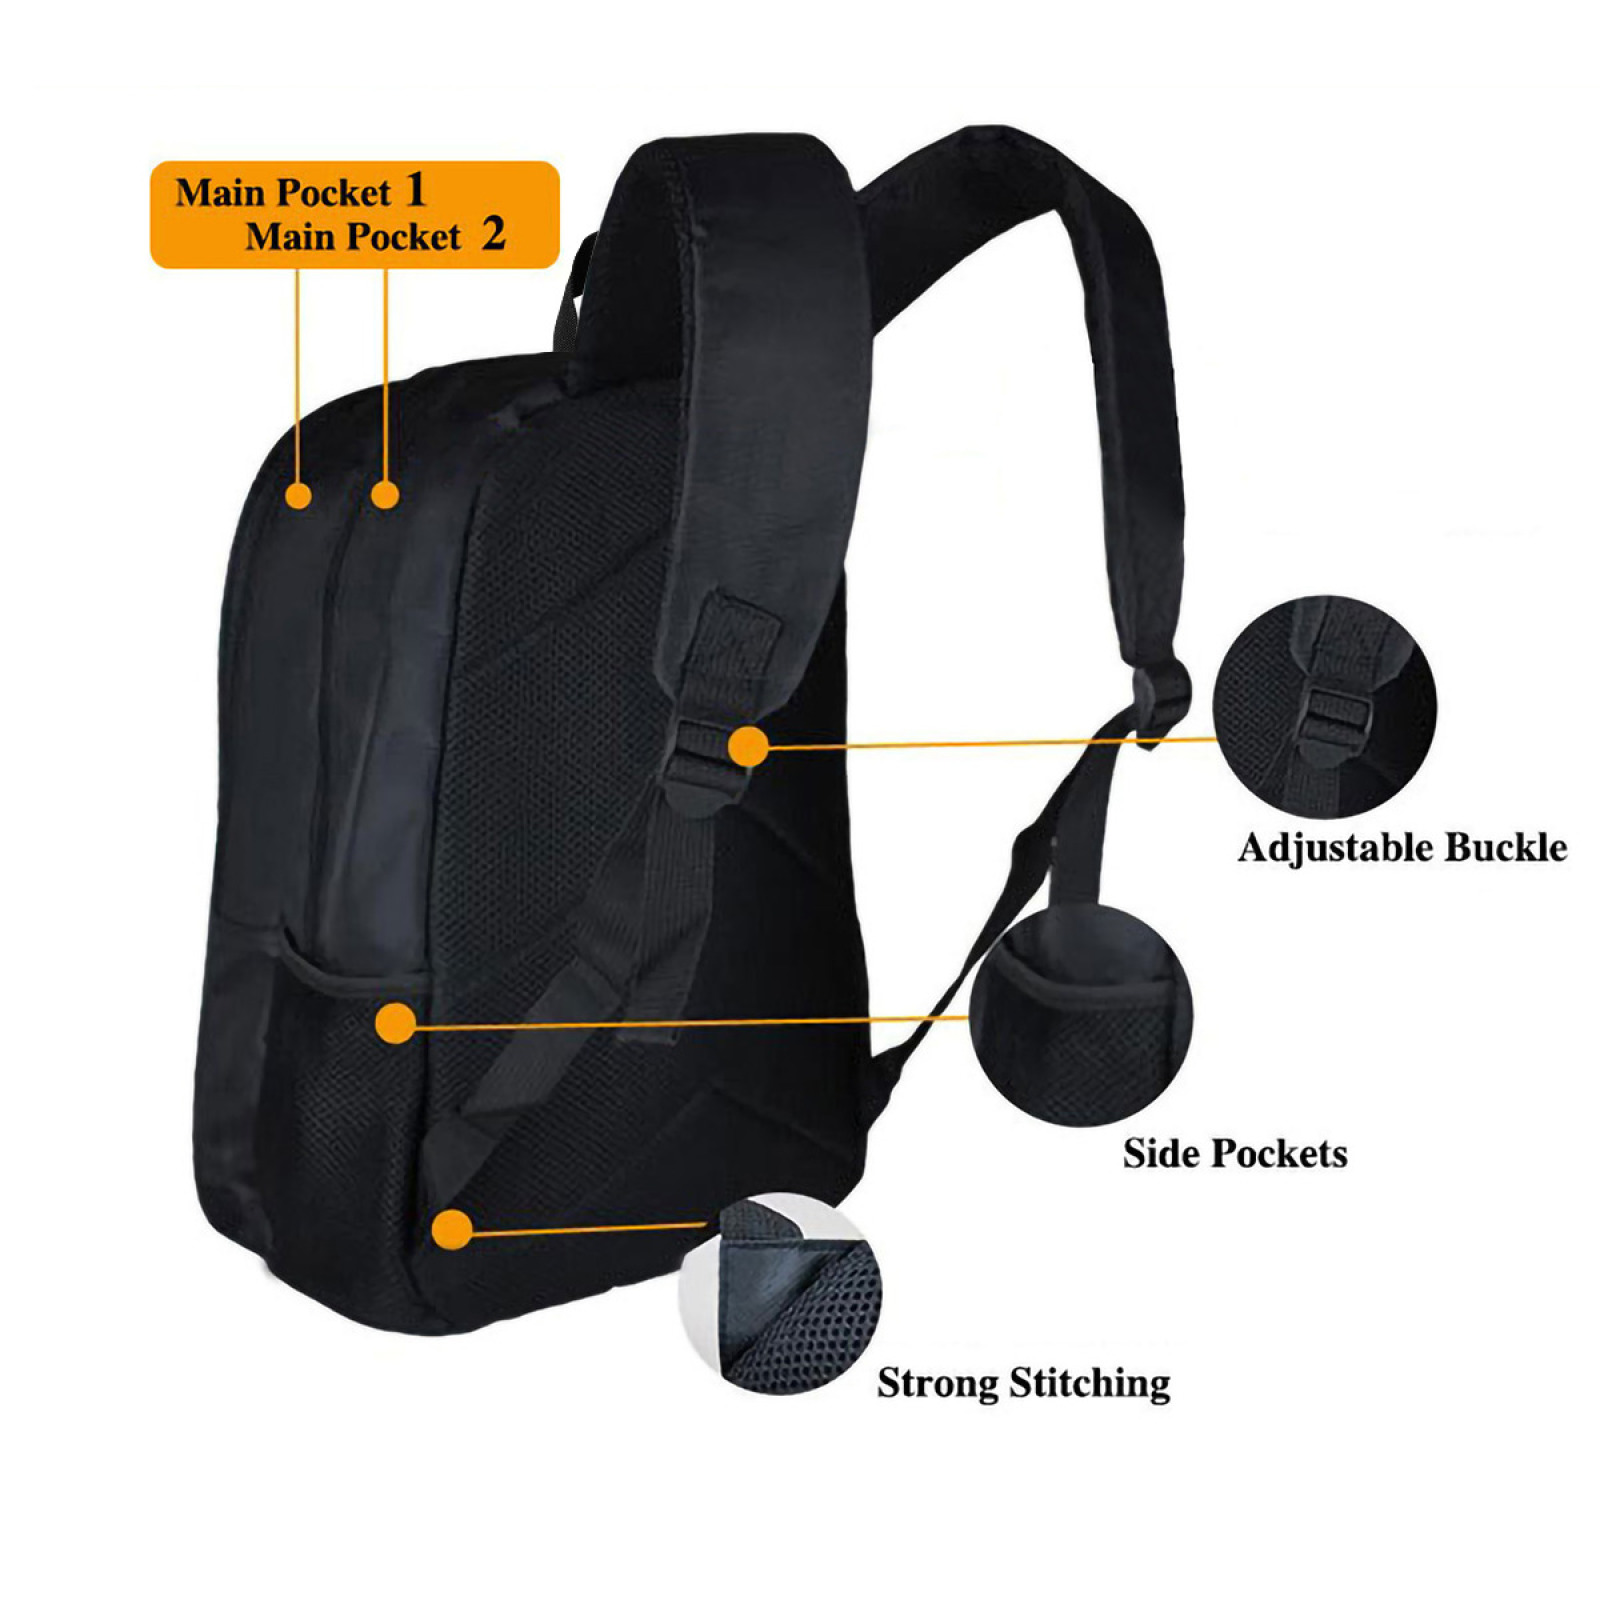 Main Pocket 1
Main Pocket 2
Adjustable Buckle
Side Pockets
Strong Stitching